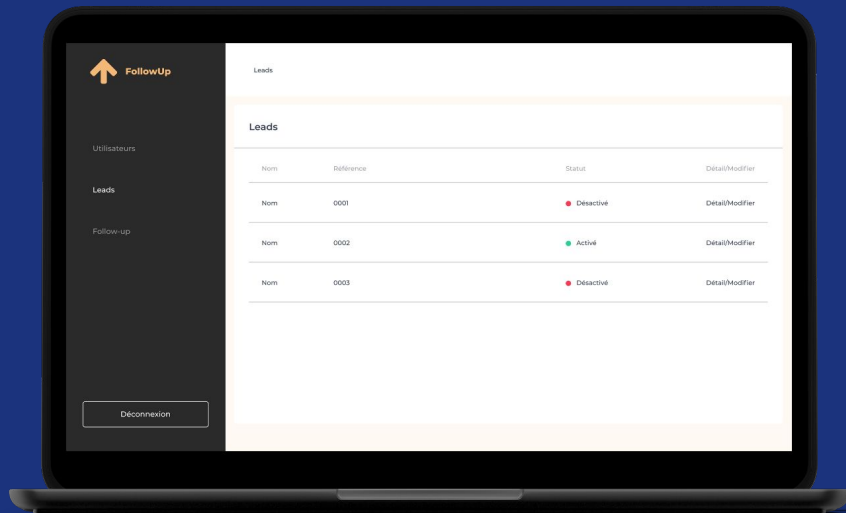 FollowUp
Leads
Utilisateurs
Leads
Follow-up
Déconnexion
Leads
Nom Référence Statut Détail/Modifier
Nom 0001 Désactivé Détail/Modifier
Nom 0002 Activé Détail/Modifier
Nom 0003 Désactivé Détail/Modifier